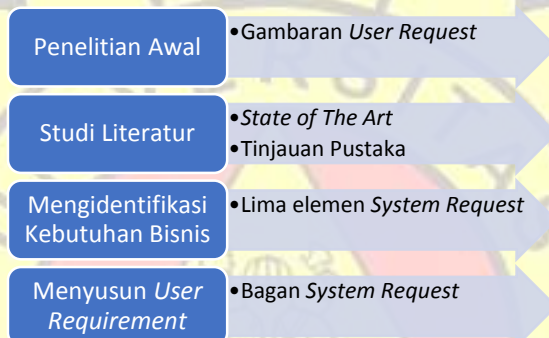 Penelitian Awal
•Gambaran User Request
Studi Literatur
•State of The Art
•Tinjauan Pustaka
Mengidentifikasi
Kebutuhan Bisnis
•Lima elemen System Request
Menyusun User
Requirement
•Bagan System Request